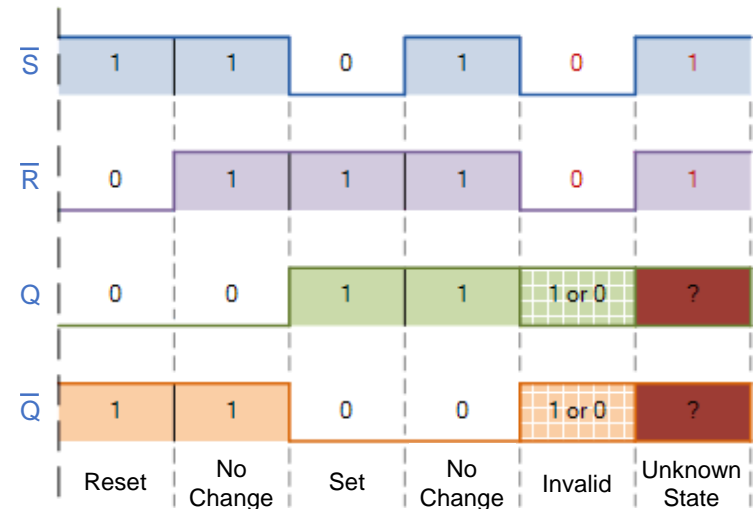 S̅ 1 1 0 1 0 1
R̅ 0 1 1 1 0 1
Q 0 0 1 1 1 or 0 ?
Q̅ 1 1 0 0 1 or 0 ?
Reset No Change Set No Change Invalid Unknown State